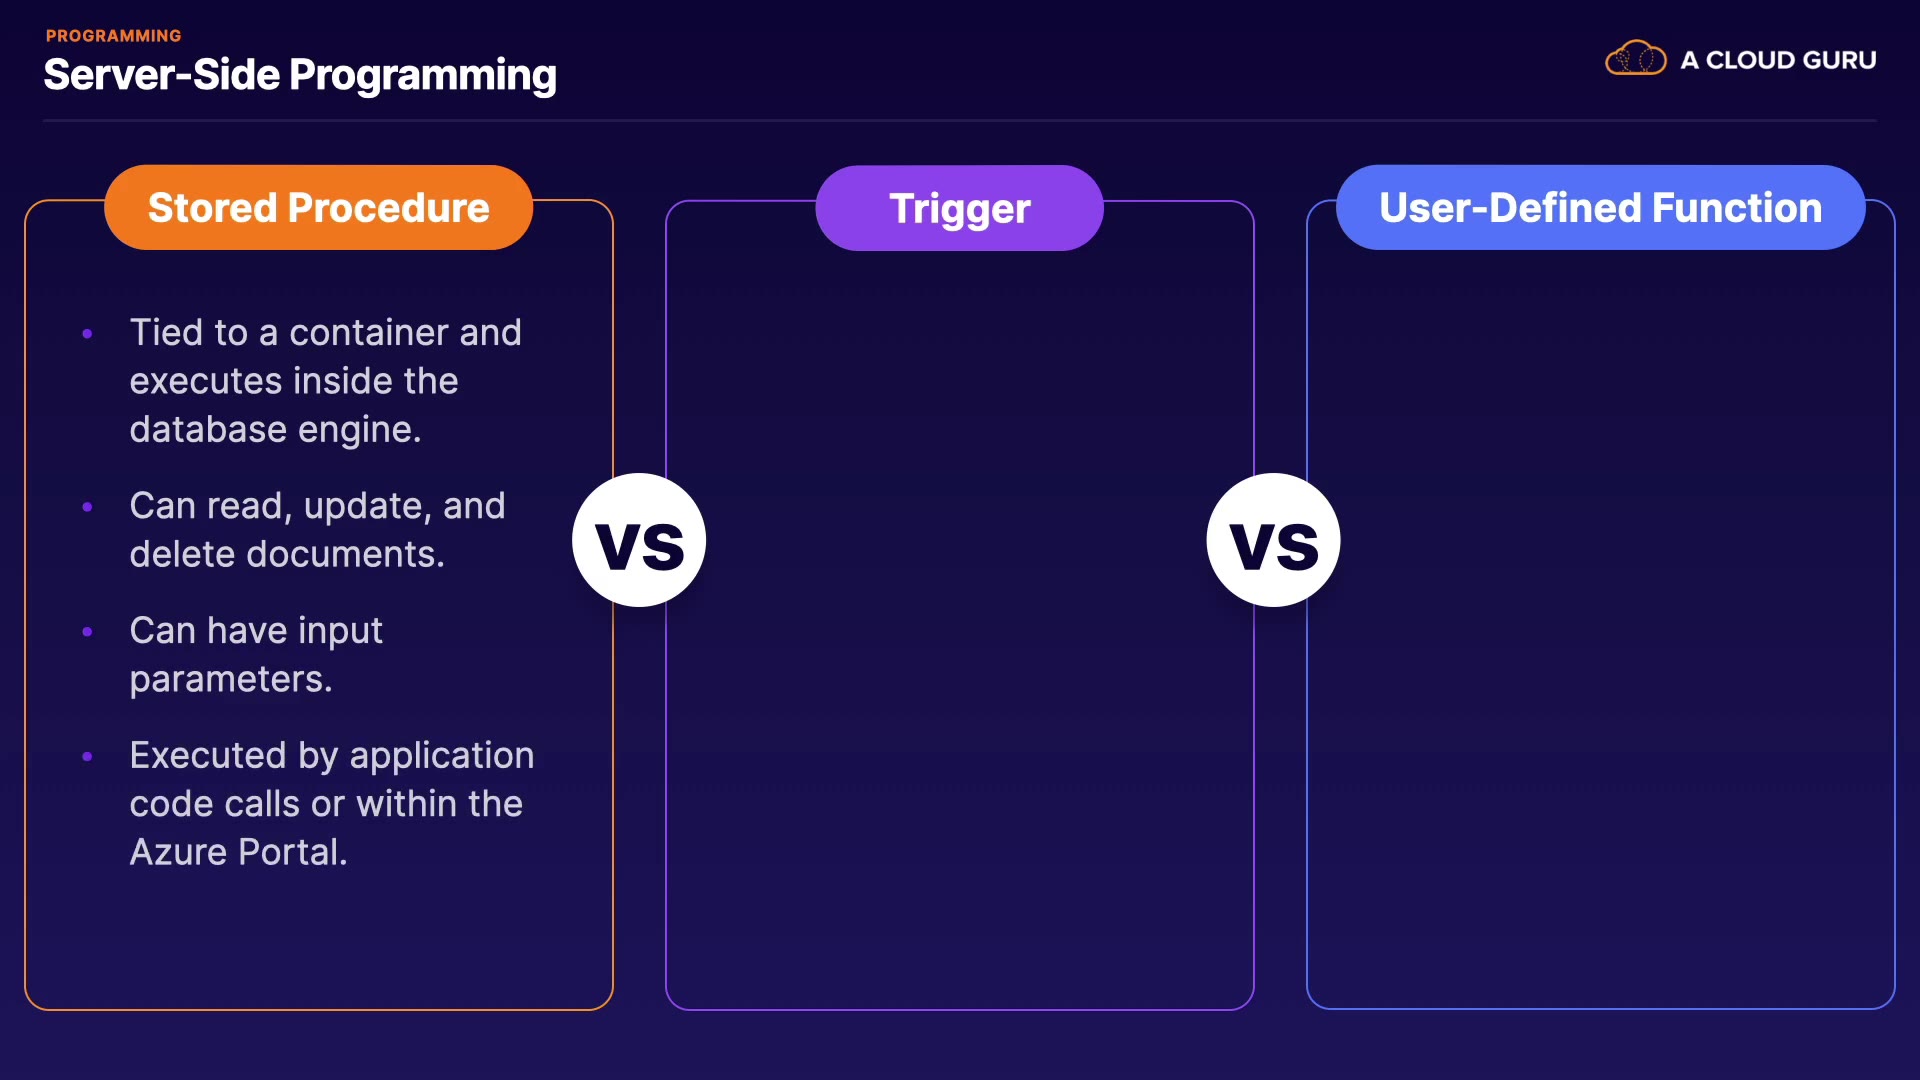 PROGRAMMING
Server-Side Programming
A CLOUD GURU
Stored Procedure
• Tied to a container and
executes inside the
database engine.
• Can read, update, and
delete documents.
• Can have input
parameters.
• Executed by application
code calls or within the
Azure Portal.
VS
Trigger
VS
User-Defined Function